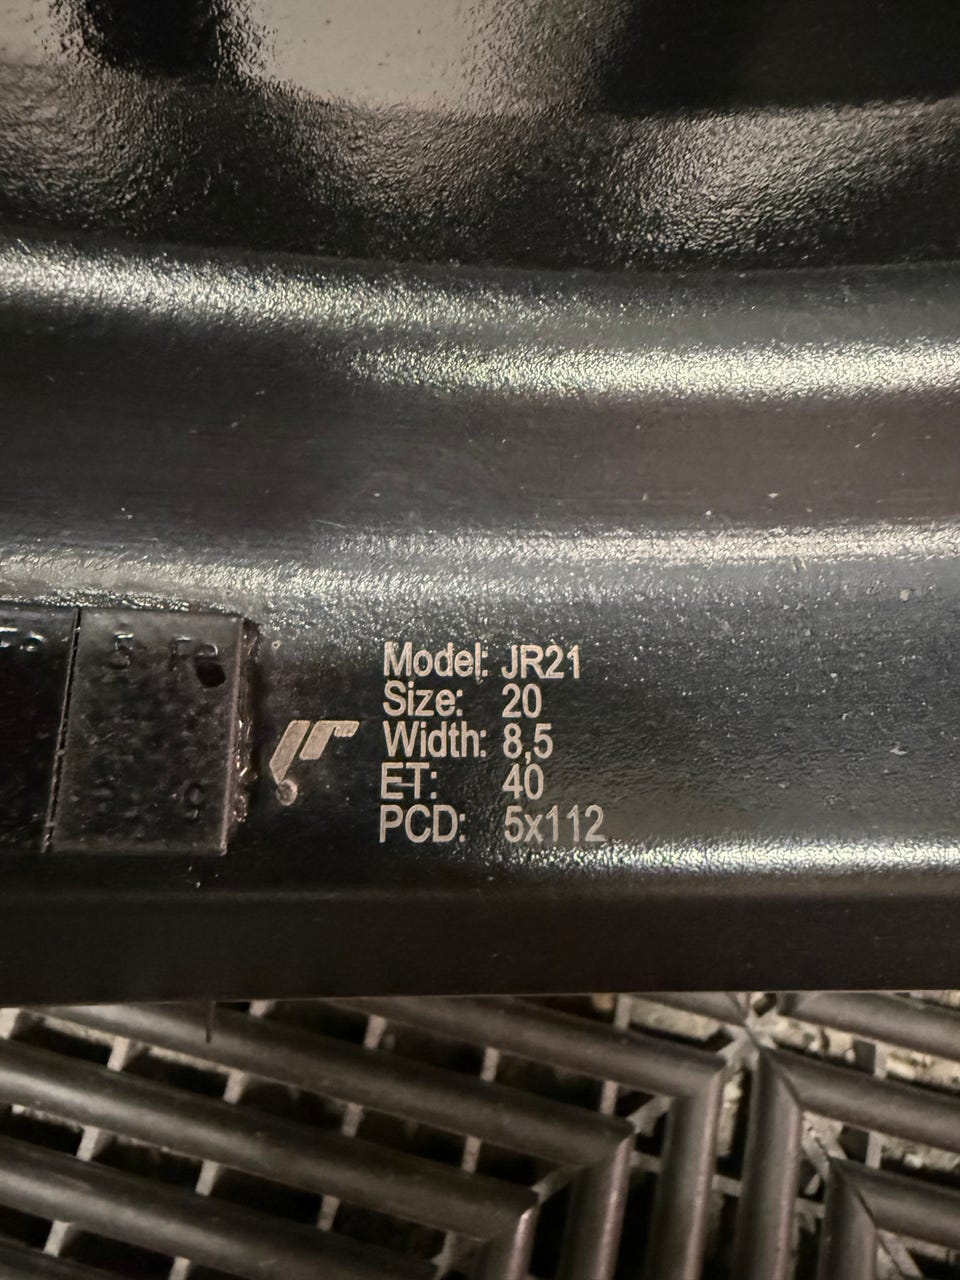 Model: JR21
Size: 20
Width: 8,5
ET: 40
PCD: 5x112